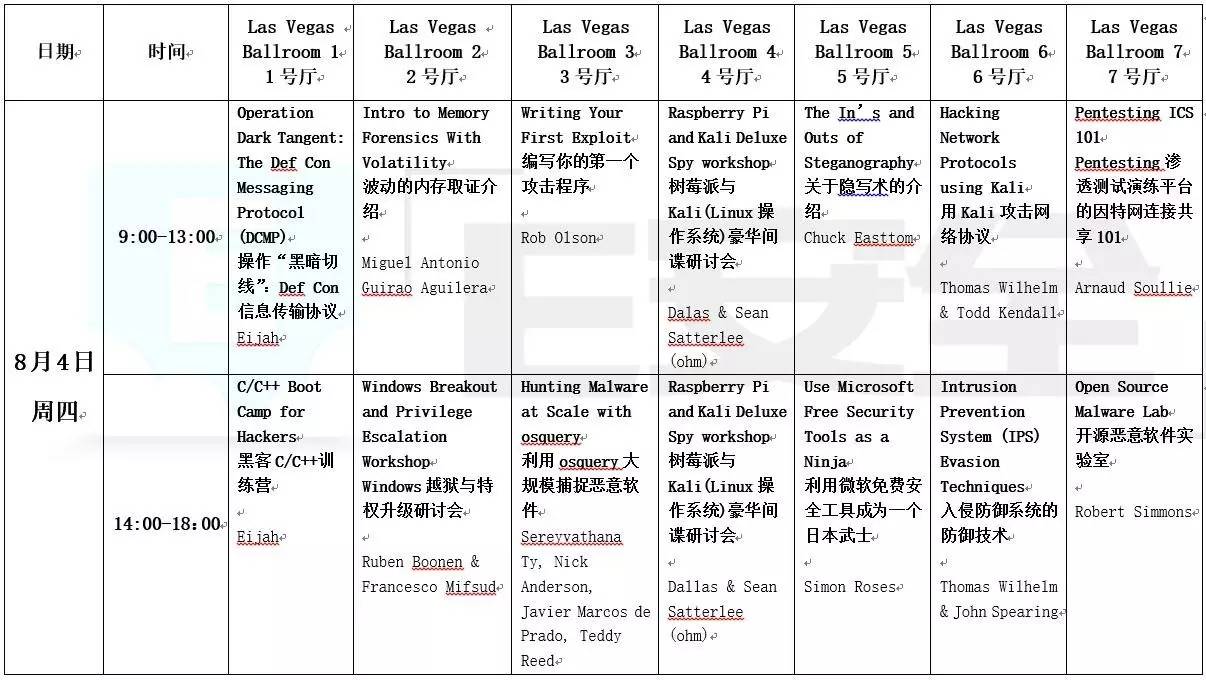 日期
时间
Las Vegas
Ballroom 1
1号厅
Las Vegas
Ballroom 2
2号厅
Las Vegas
Ballroom 3
3号厅
Las Vegas
Ballroom 4
4号厅
Las Vegas
Ballroom 5
5号厅
Las Vegas
Ballroom 6
6号厅
Las Vegas
Ballroom 7
7号厅
8月4日
周四
9:00-13:00
Operation
Dark Tangent:
The Def Con
Messaging
Protocol
(DCMP)
操作“黑暗切
线”: Def Con
信息传输协议
Eijah
Intro to Memory
Forensics With
Volatility
波动的内存取证介
绍
Miguel Antonio
Guirao Aguilera
Writing Your
First Exploit
编写你的第一个
攻击程序
Rob Olson
Raspberry Pi
and Kali Deluxe
Spy workshop
树莓派与
Kali(Linux 操
作系统)豪华间
谍研讨会
Dalas & Sean
Satterlee
(ohm)
The In’s and
Outs of
Steganography
关于隐写术的介
绍
Chuck Easttom
Hacking
Network
Protocols
using Kali
用 Kali 攻击网
络协议
Thomas Wilhelm
& Todd Kendall
Pentesting ICS
101
Pentesting 渗
透测试演练平台
的因特网连接共
享 101
Arnaud Soullie
14:00-18:00
C/C++ Boot
Camp for
Hackers
黑客 C/C++训
练营
Eijah
Windows Breakout
and Privilege
Escalation
Workshop
Windows 越狱与特
权升级研讨会
Ruben Boonen &
Francesco Mifsud
Hunting Malware
at Scale with
osquery
利用 osquery 大
规模捕捉恶意软
件
Sereyvathana
Ty, Nick
Anderson,
Javier Marcos de
Prado, Teddy
Reed
Raspberry Pi
and Kali Deluxe
Spy workshop
树莓派与
Kali(Linux 操
作系统)豪华间
谍研讨会
Dallas & Sean
Satterlee
(ohm)
Use Microsoft
Free Security
Tools as a
Ninja
利用微软免费安
全工具成为一个
日本武士
Simon Roses
Intrusion
Prevention
System (IPS)
Evasion
Techniques
入侵防御系统的
防御技术
Thomas Wilhelm
& John Spearing
Open Source
Malware Lab
开源恶意软件实
验室
Robert Simmons
E安全